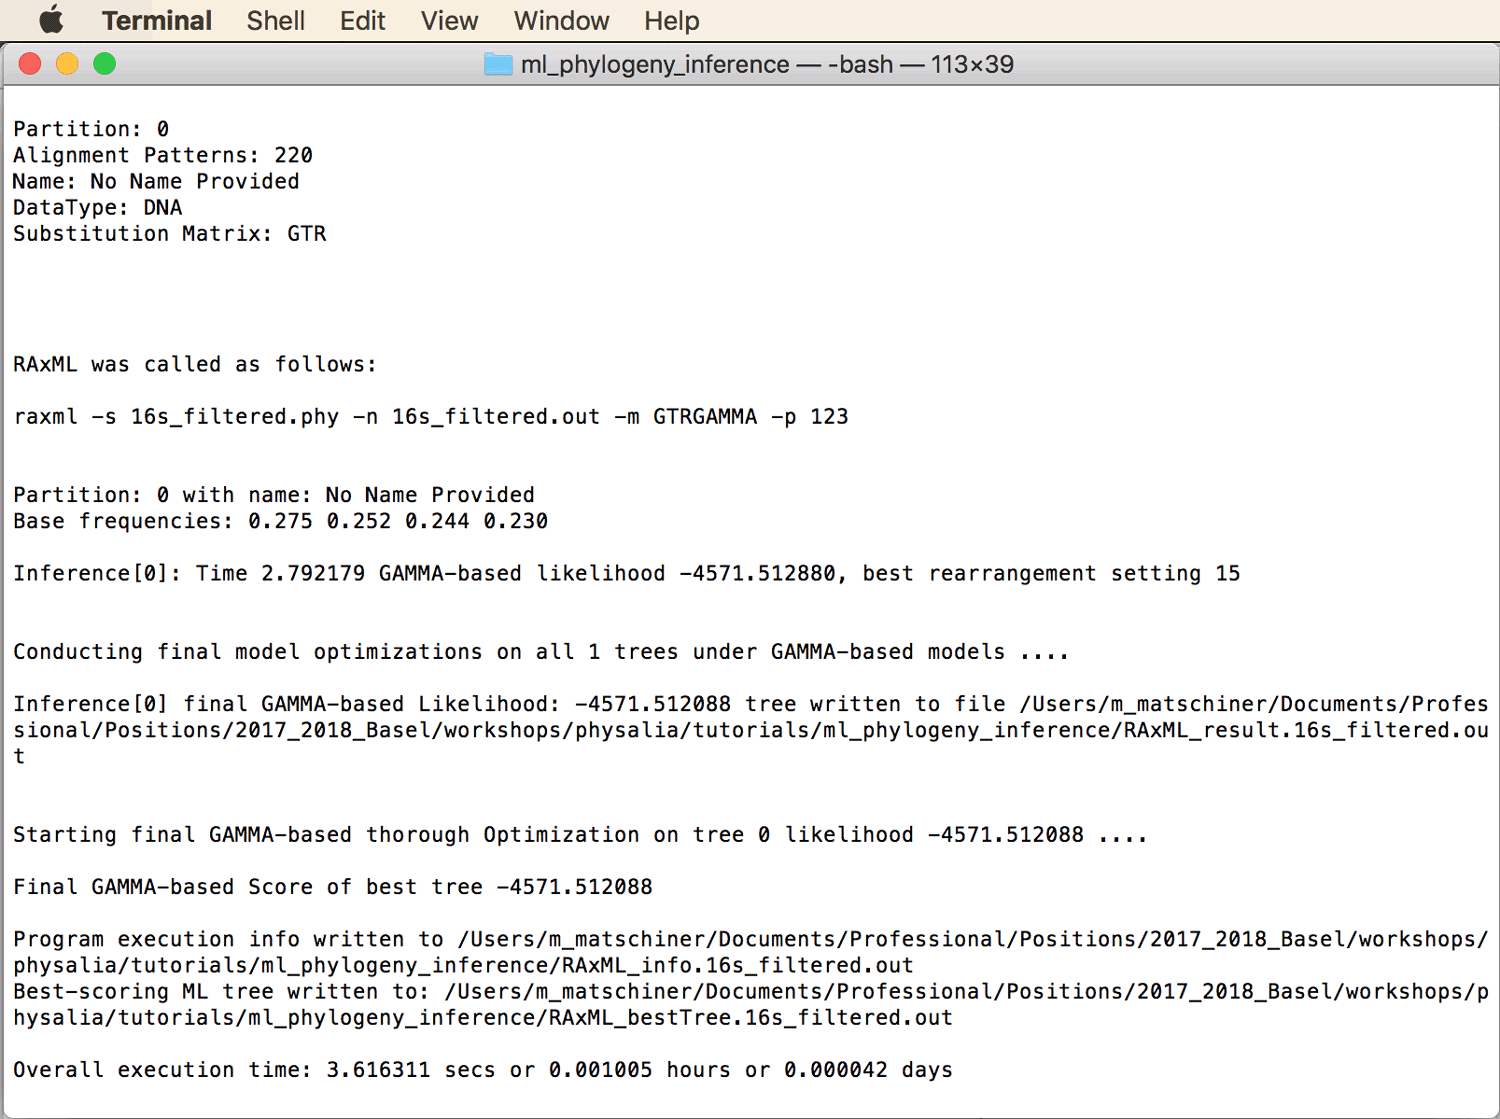 Terminal Shell Edit View Window Help
ml_phylogeny_inference — -bash — 113×39
Partition: 0
Alignment Patterns: 220
Name: No Name Provided
DataType: DNA
Substitution Matrix: GTR
RAxML was called as follows:
raxml -s 16s_filtered.phy -n 16s_filtered.out -m GTRGAMMA -p 123
Partition: 0 with name: No Name Provided
Base frequencies: 0.275 0.252 0.244 0.230
Inference[0]: Time 2.792179 GAMMA-based likelihood -4571.512880, best rearrangement setting 15
Conducting final model optimizations on all 1 trees under GAMMA-based models ....
Inference[0] final GAMMA-based Likelihood: -4571.512088 tree written to file /Users/m_matschiner/Documents/Profes
sional/Positions/2017_2018_Basel/workshops/physalia/tutorials/ml_phylogeny_inference/RAxML_result.16s_filtered.ou
t
Starting final GAMMA-based thorough Optimization on tree 0 likelihood -4571.512088 ....
Final GAMMA-based Score of best tree -4571.512088
Program execution info written to /Users/m_matschiner/Documents/Professional/Positions/2017_2018_Basel/workshops/
physalia/tutorials/ml_phylogeny_inference/RAxML_info.16s_filtered.out
Best-scoring ML tree written to: /Users/m_matschiner/Documents/Professional/Positions/2017_2018_Basel/workshops/p
hysalia/tutorials/ml_phylogeny_inference/RAxML_bestTree.16s_filtered.out
Overall execution time: 3.616311 secs or 0.001005 hours or 0.000042 days